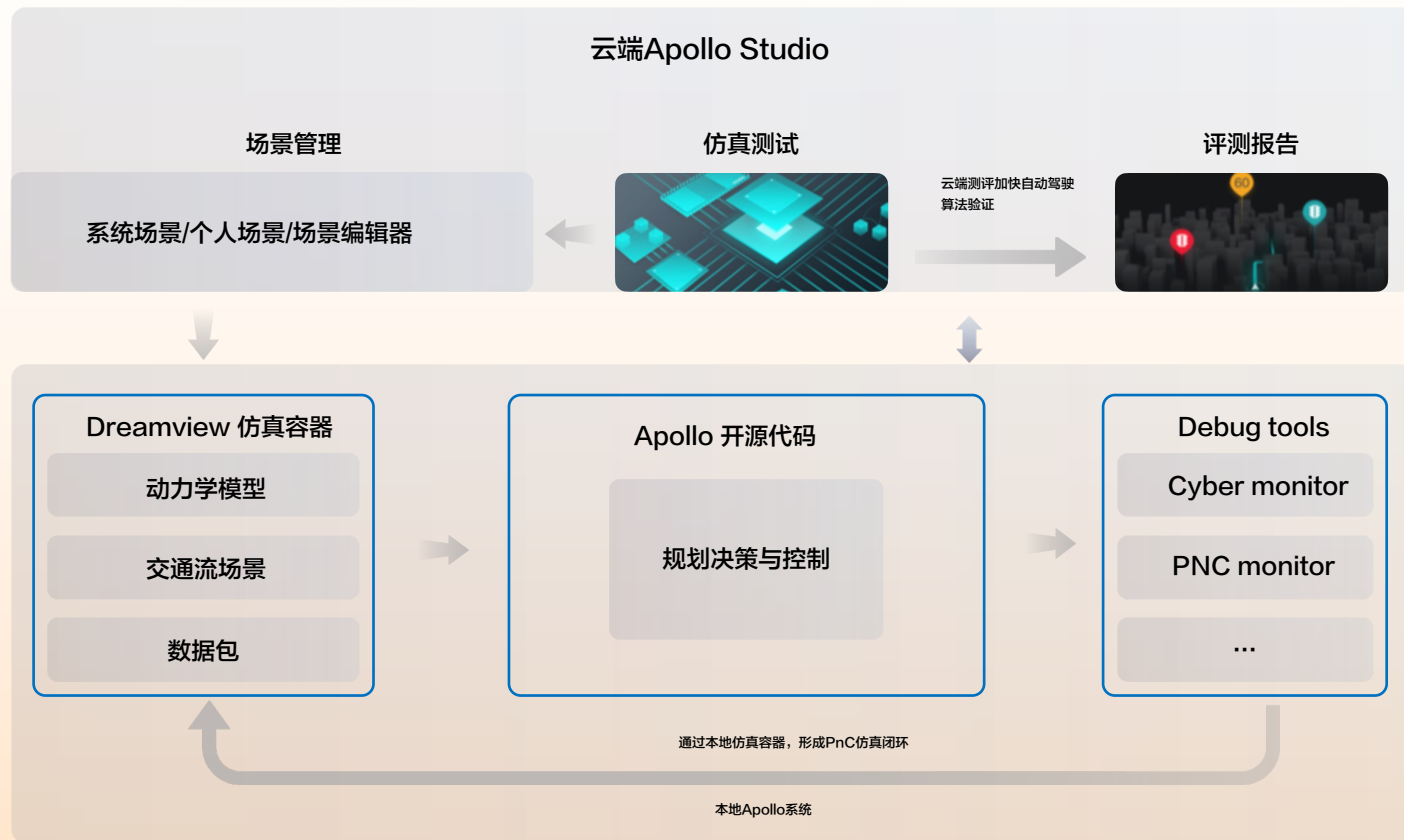 云端Apollo Studio
场景管理
仿真测试
评测报告
系统场景/个人场景/场景编辑器
云端测评加快自动驾驶
算法验证
60
Dreamview 仿真容器
动力学模型
交通流场景
数据包
Apollo 开源代码
规划决策与控制
Debug tools
Cyber monitor
PNC monitor
...
通过本地仿真容器，形成PnC仿真闭环
本地Apollo系统